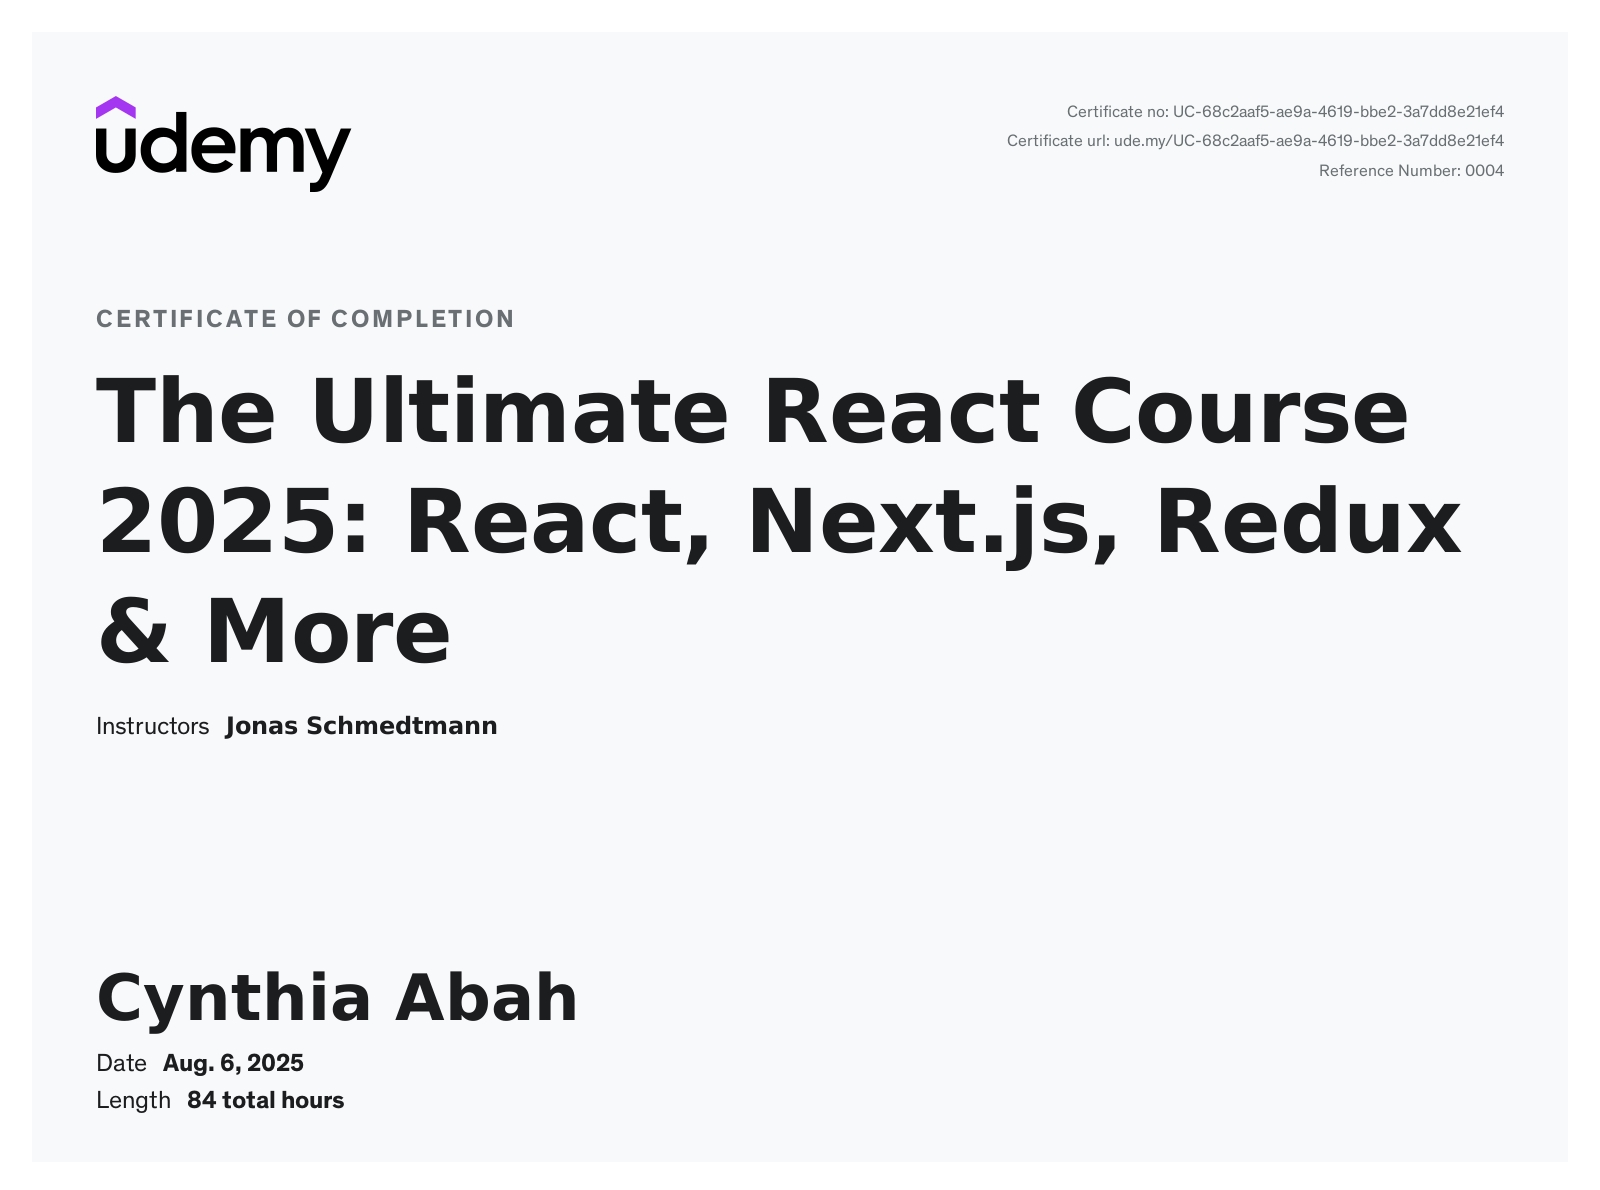 udemy
Certificate no: UC-68c2aaf5-ae9a-4619-bbe2-3a7dd8e21ef4
Certificate url: ude.my/UC-68c2aaf5-ae9a-4619-bbe2-3a7dd8e21ef4
Reference Number: 0004
CERTIFICATE OF COMPLETION
The Ultimate React Course
2025: React, Next.js, Redux
& More
Instructors Jonas Schmedtmann
Cynthia Abah
Date Aug. 6, 2025
Length 84 total hours